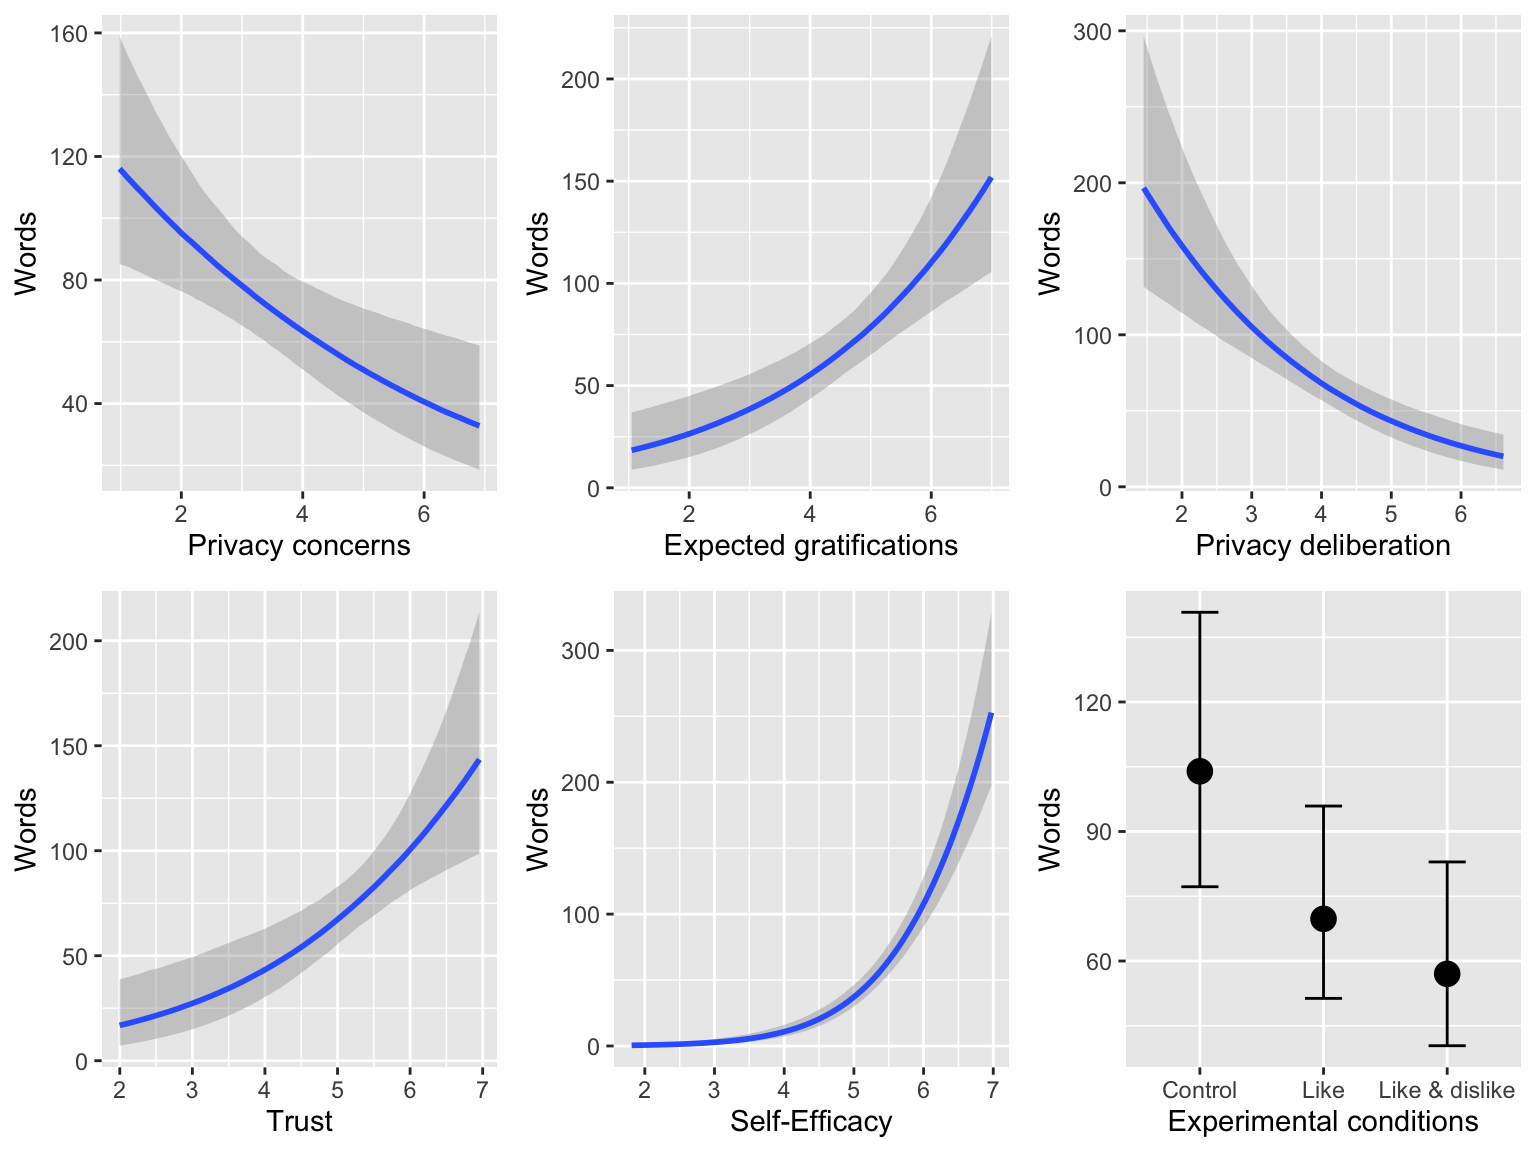 Words
160
120
80
40
2 4 6
Privacy concerns
Words
200
150
100
50
0
2 4 6
Expected gratifications
Words
300
200
100
0
2 3 4 5 6
Privacy deliberation
Words
200
150
100
50
0
2 3 4 5 6 7
Trust
Words
300
200
100
0
2 3 4 5 6 7
Self-Efficacy
Words
120
90
60
Control Like Like & dislike
Experimental conditions